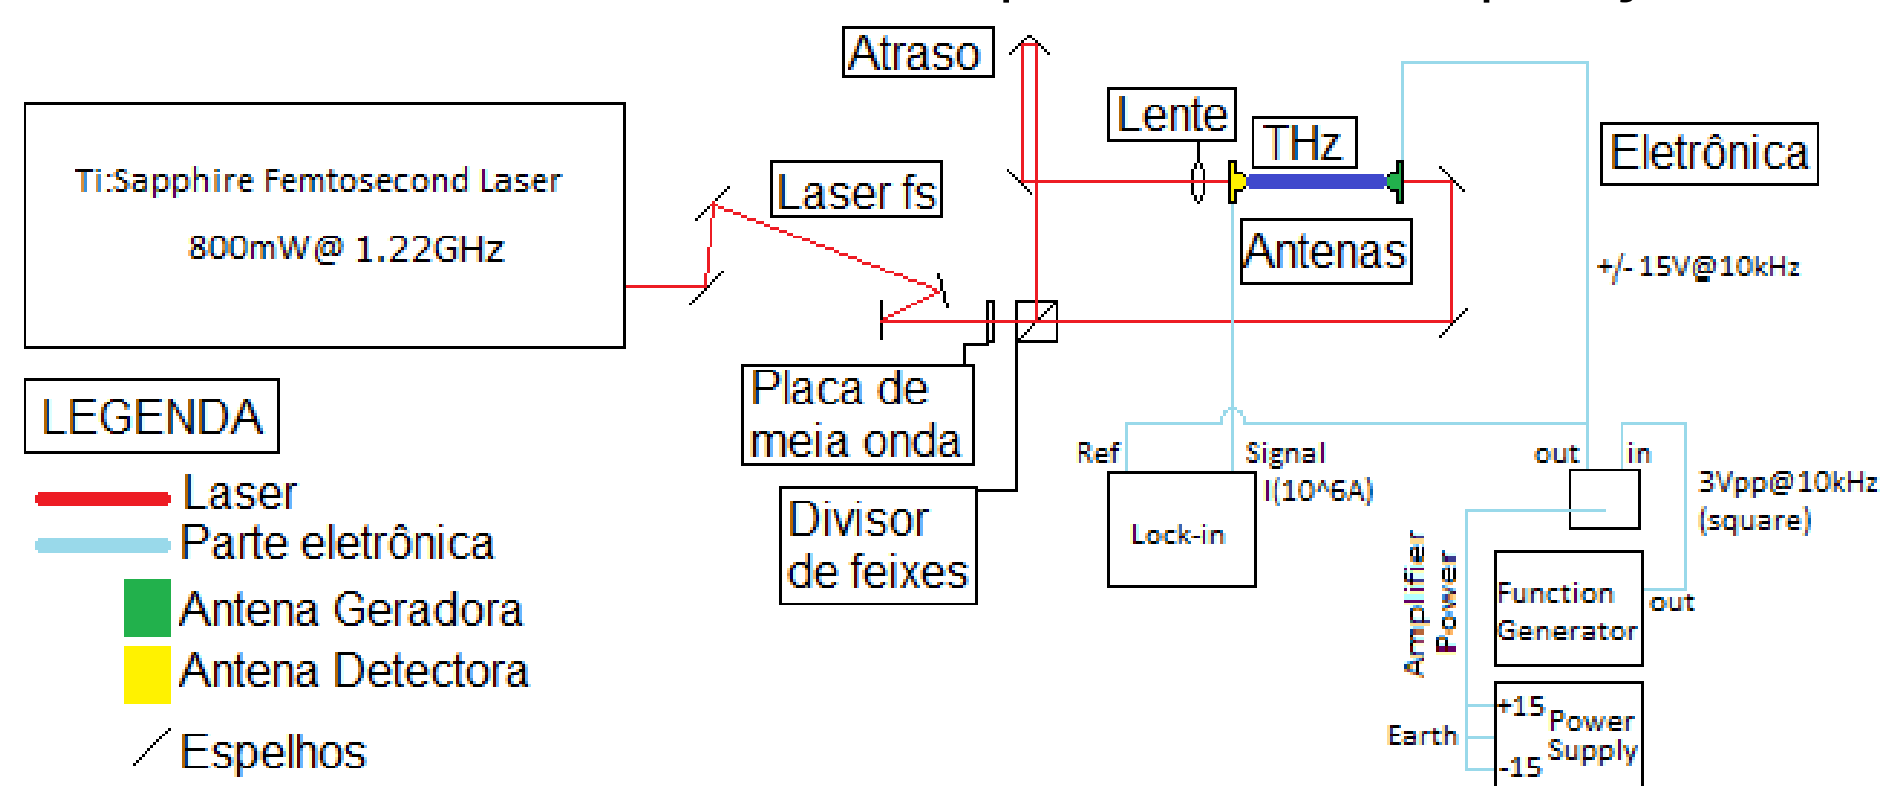 Atraso
Lente
THz
Eletrônica
Ti:Sapphire Femtosecond Laser
800mW@ 1.22GHz
Laser fs
Antenas
+/- 15V@10kHz
Placa de
meia onda
LEGENDA
Laser
Parte eletrônica
Antena Geradora
Antena Detectora
Espelhos
Divisor
de feixes
Ref
Signal
I(10^6A)
Lock-in
out
in
3Vpp@10kHz
(square)
Amplifier
Power
Function
Generator
out
Earth
+15
Power
Supply
-15